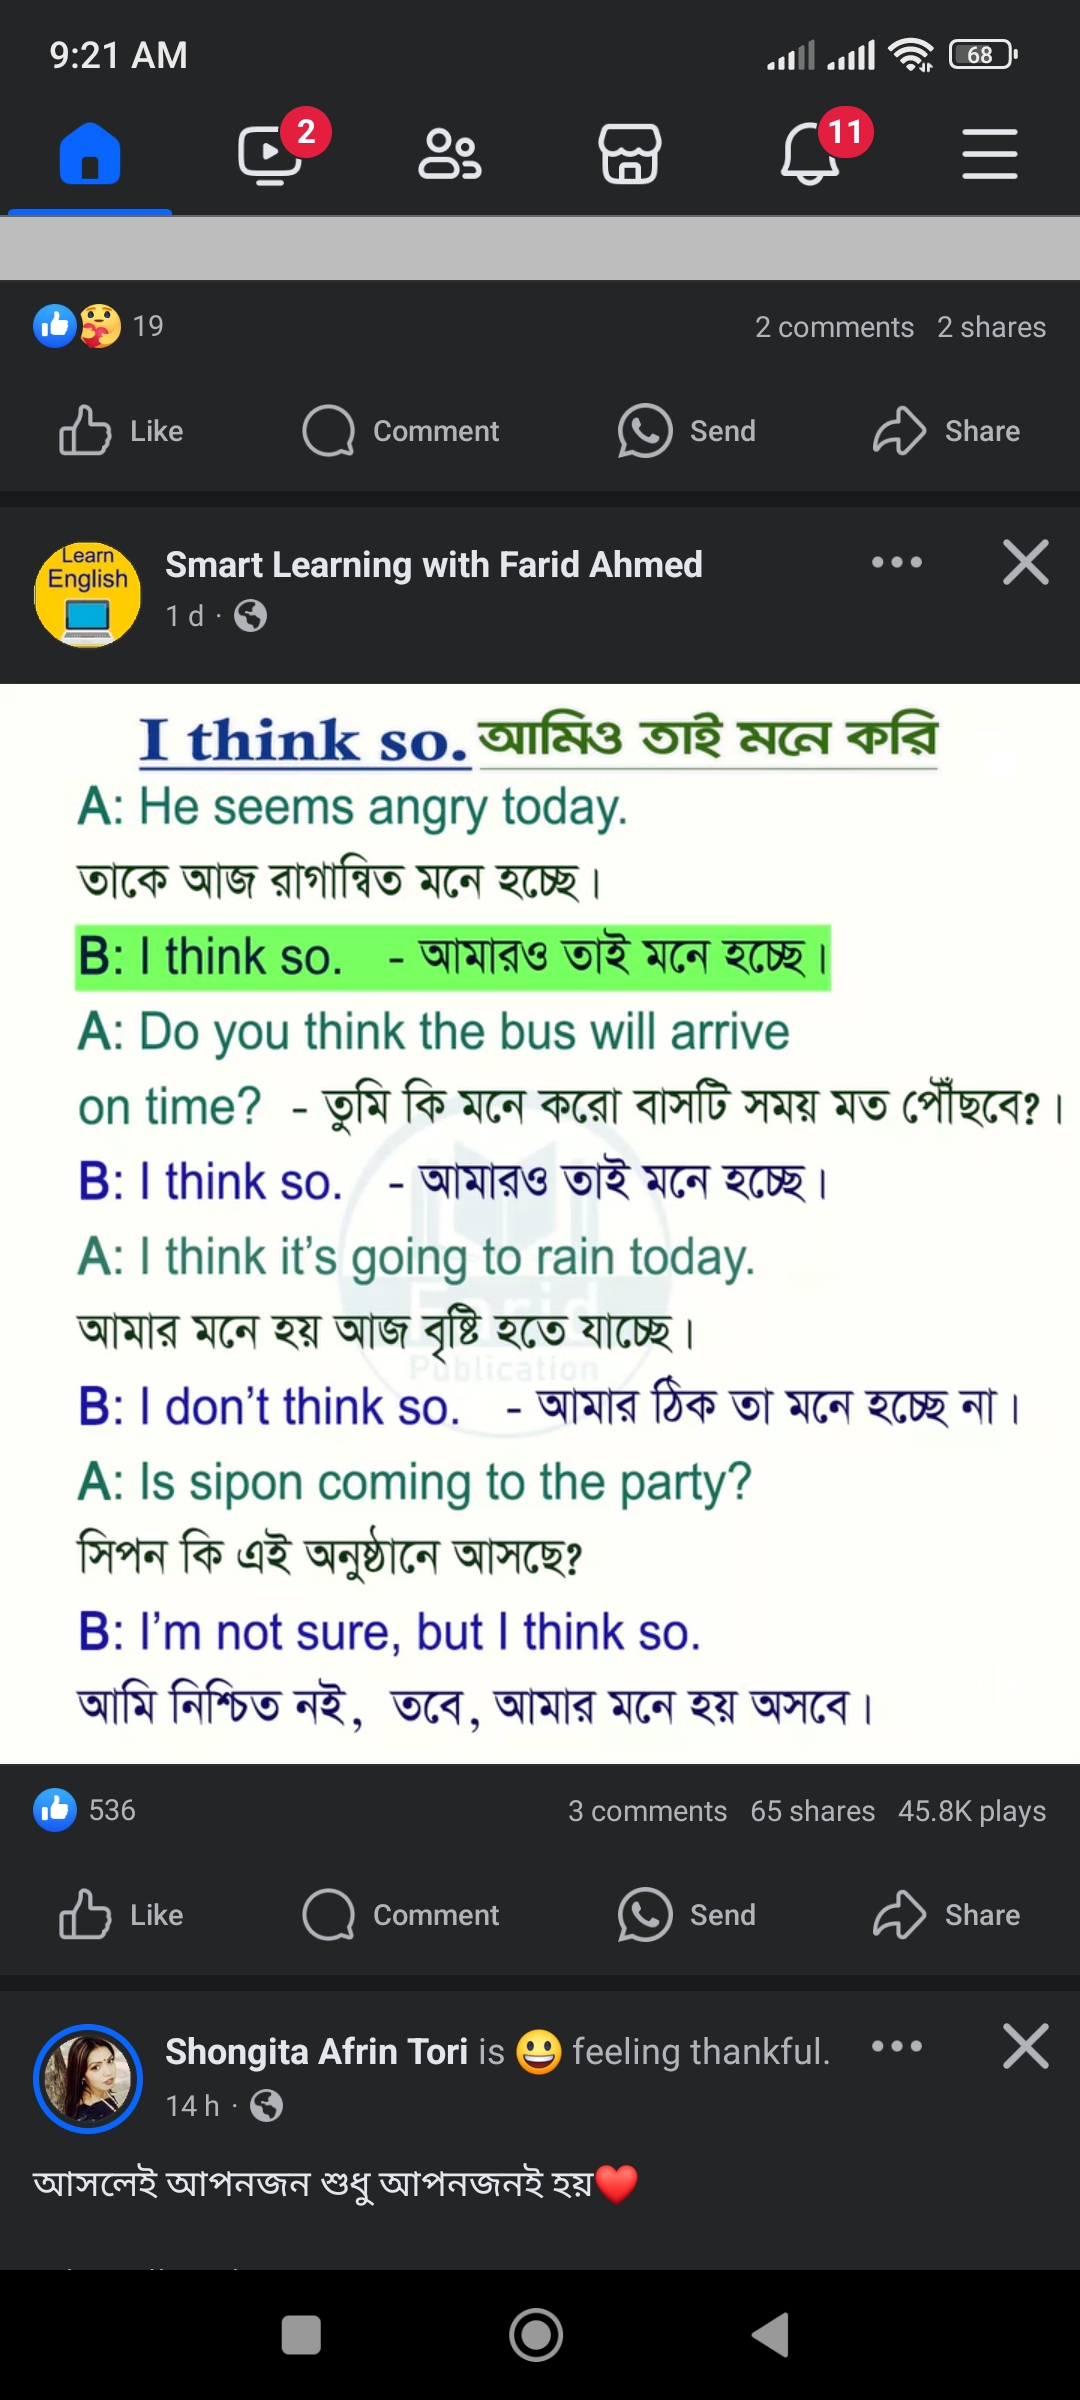 9:21 AM
68
2
11
19
2 comments 2 shares
Like Comment Send Share
Learn
English
Smart Learning with Farid Ahmed
1 d ·
I think so. আমিও তাই মনে করি
A: He seems angry today.
তাকে আজ রাগান্বিত মনে হচ্ছে।
B: I think so. - আমারও তাই মনে হচ্ছে।
A: Do you think the bus will arrive
on time? - তুমি কি মনে করো বাসটি সময় মত পৌঁছবে?।
B: I think so. - আমারও তাই মনে হচ্ছে।
A: I think it's going to rain today.
Farid
আমার মনে হয় আজ বৃষ্টি হতে যাচ্ছে।
Publication
B: I don't think so. - আমার ঠিক তা মনে হচ্ছে না।
A: Is sipon coming to the party?
সিপন কি এই অনুষ্ঠানে আসছে?
B: I'm not sure, but I think so.
আমি নিশ্চিত নই, তবে, আমার মনে হয় অসবে।
536
3 comments 65 shares 45.8K plays
Like Comment Send Share
Shongita Afrin Tori is 😀 feeling thankful.
14 h ·
আসলেই আপনজন শুধু আপনজনই হয়❤️